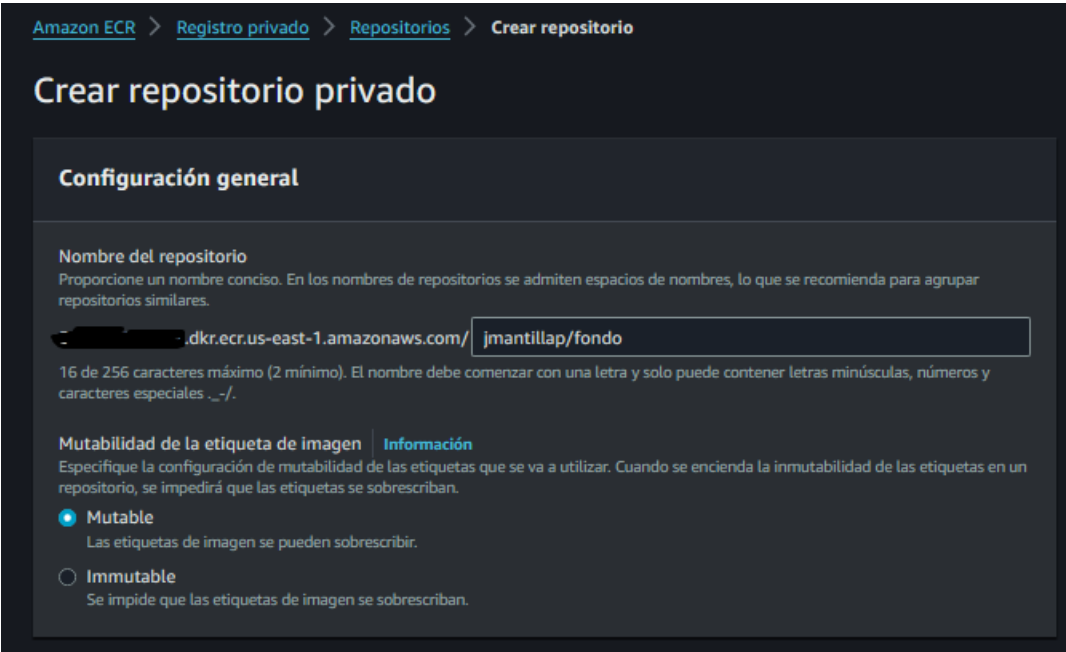 Amazon ECR > Registro privado > Repositorios > Crear repositorio
Crear repositorio privado
Configuración general
Nombre del repositorio
Proporcione un nombre conciso. En los nombres de repositorios se admiten espacios de nombres, lo que se recomienda para agrupar
repositorios similares.
.dkr.ecr.us-east-1.amazonaws.com/ jmantillap/fondo
16 de 256 caracteres máximo (2 mínimo). El nombre debe comenzar con una letra y solo puede contener letras minúsculas, números y
caracteres especiales ._-/.
Mutabilidad de la etiqueta de imagen | Información
Especifique la configuración de mutabilidad de las etiquetas que se va a utilizar. Cuando se encienda la inmutabilidad de las etiquetas en un
repositorio, se impedirá que las etiquetas se sobrescriban.
Mutable
Las etiquetas de imagen se pueden sobrescribir.
Immutable
Se impide que las etiquetas de imagen se sobrescriban.